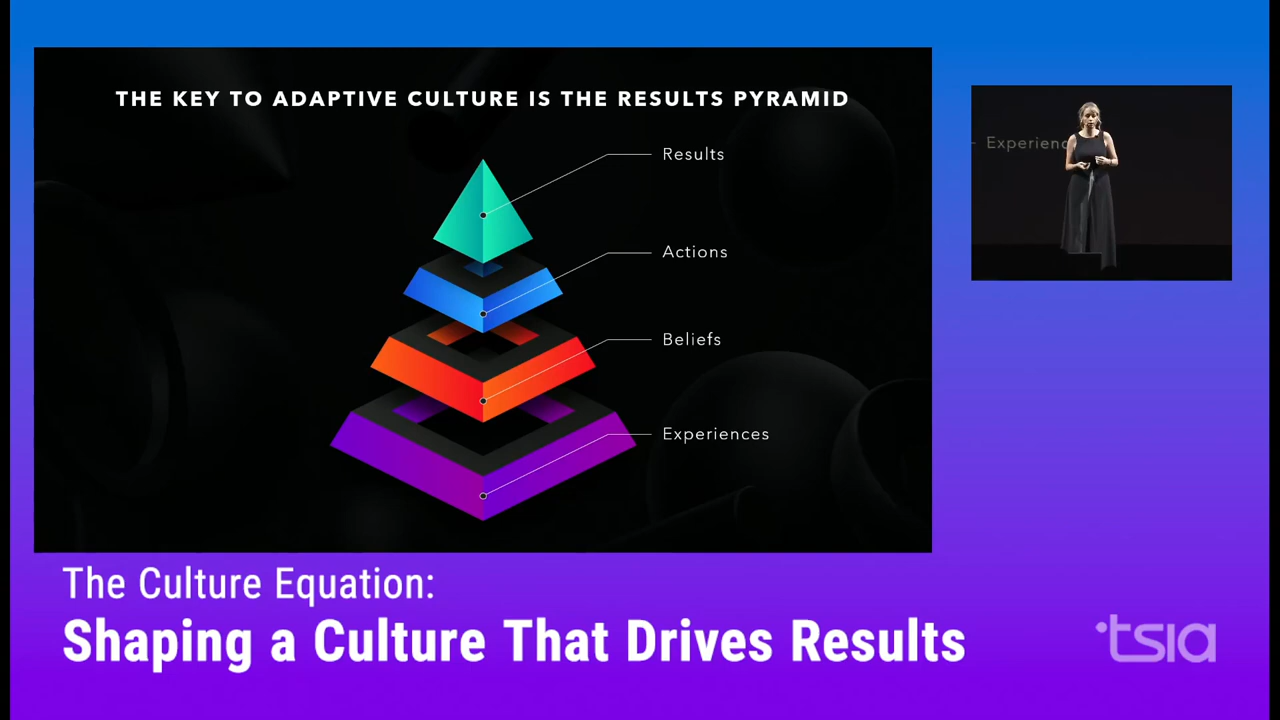 THE KEY TO ADAPTIVE CULTURE IS THE RESULTS PYRAMID
Results
Actions
Beliefs
Experiences
Experienc
The Culture Equation:
Shaping a Culture That Drives Results
tsia